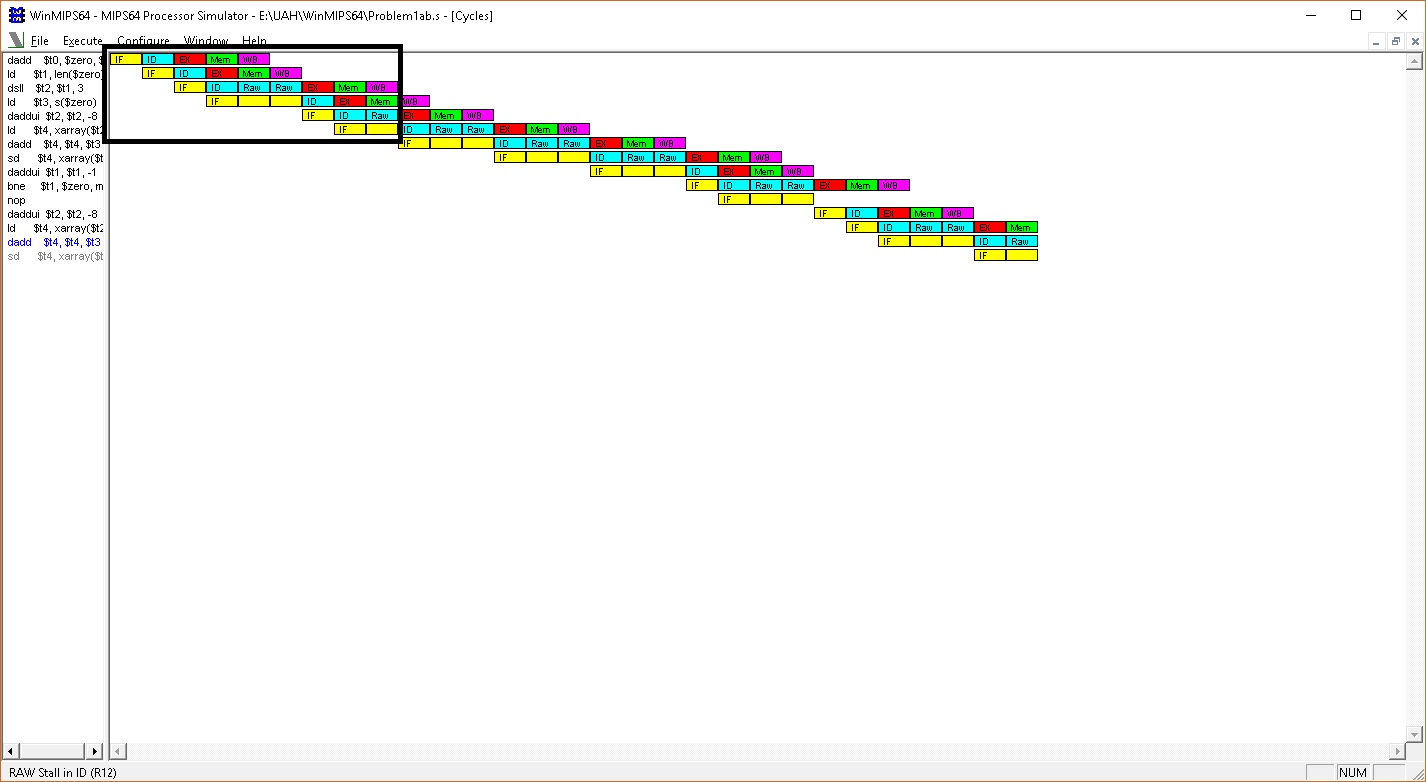 WinMIPS64 - MIPS64 Processor Simulator - E:\UAH\WinMIPS64\Problem1ab.s - [Cycles]
File Execute Configure Window Help
dadd $t0, $zero, $ IF ID EX Mem WB
ld $t1, len($zero) IF ID EX Mem WB
dsll $t2, $t1, 3 IF ID Raw Raw EX Mem WB
ld $t3, s($zero) IF ID EX Mem WB
daddui $t2, $t2, -8 IF ID Raw EX Mem WB
ld $t4, xarray($t2 IF ID Raw Raw EX Mem WB
dadd $t4, $t4, $t3 IF ID Raw Raw EX Mem WB
sd $t4, xarray($t IF ID Raw Raw EX Mem WB
daddui $t1, $t1, -1 IF ID EX Mem WB
bne $t1, $zero, m IF ID Raw Raw EX Mem WB
nop IF
daddui $t2, $t2, -8 IF ID EX Mem WB
ld $t4, xarray($t2 IF ID Raw Raw EX Mem
dadd $t4, $t4, $t3 IF ID Raw
sd $t4, xarray($t IF
RAW Stall in ID (R12) NUM